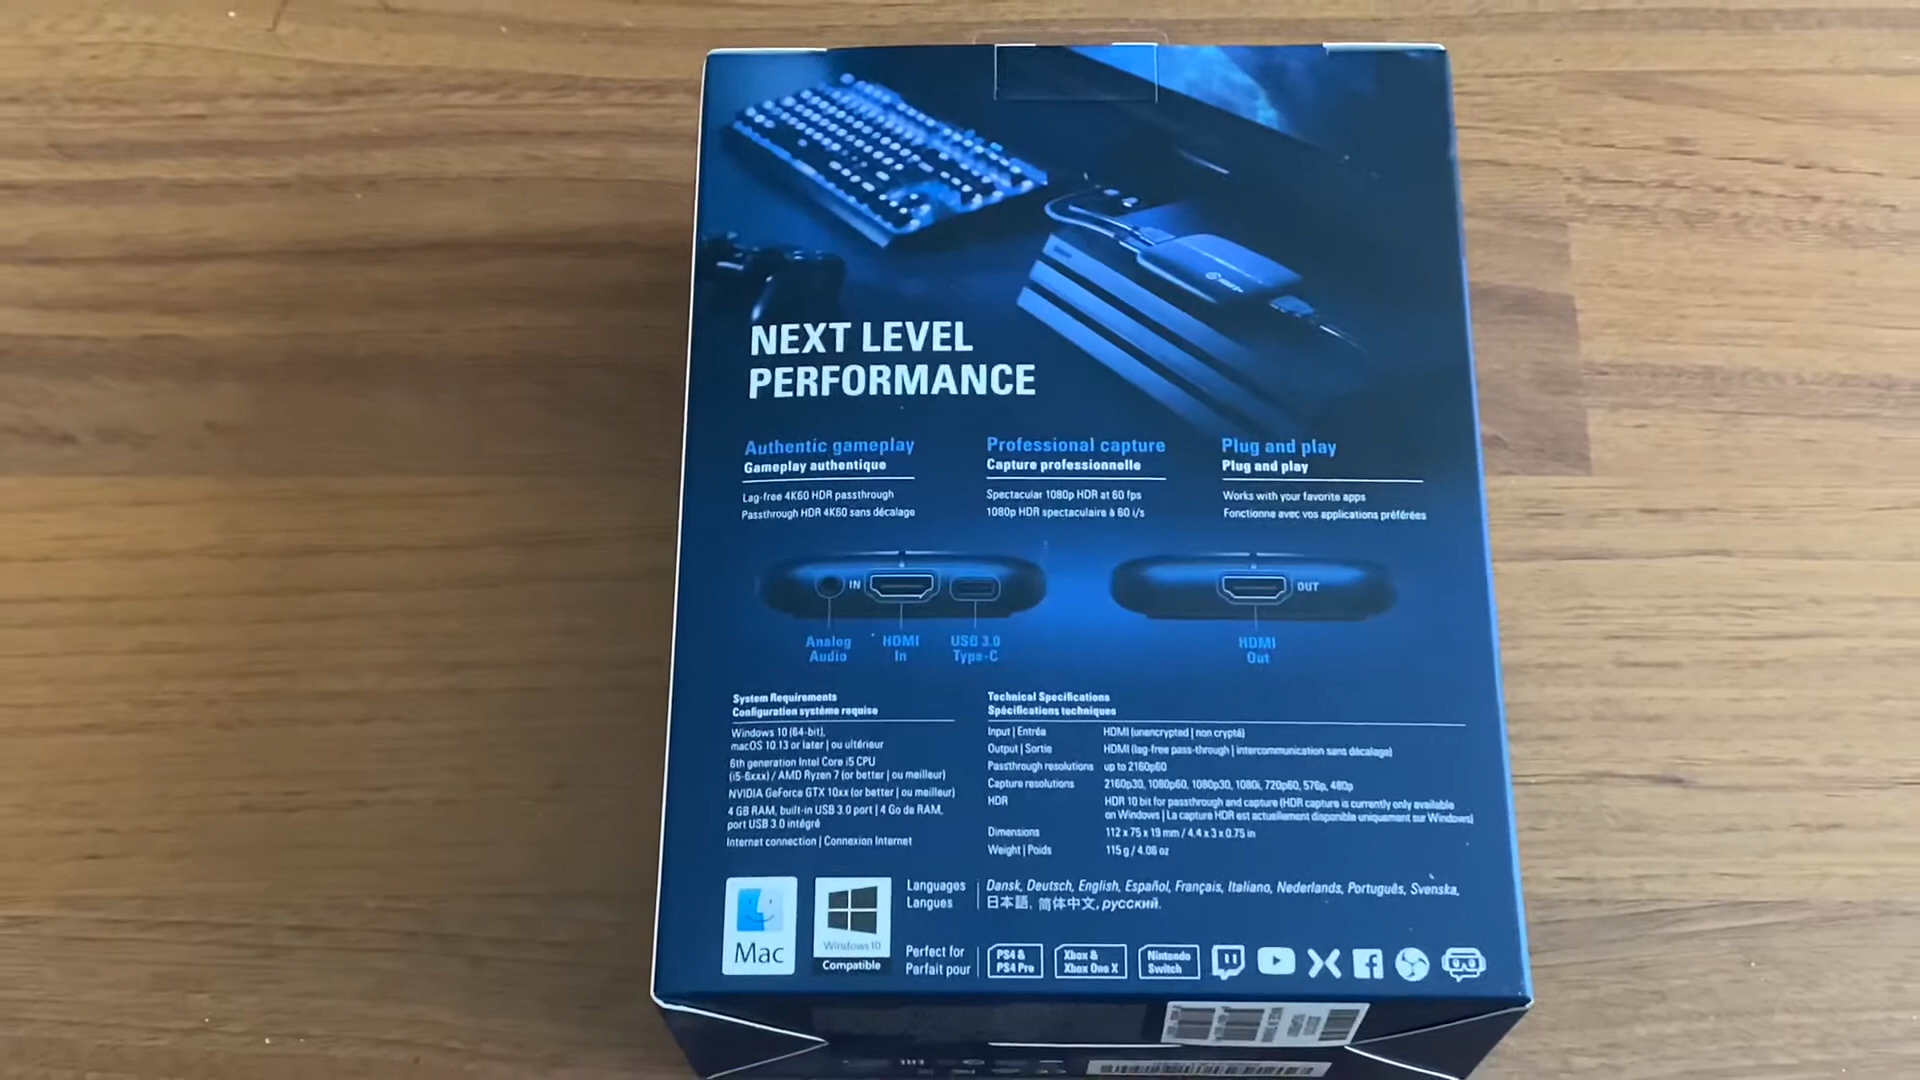 NEXT LEVEL
PERFORMANCE
Authentic gameplay
Gameplay authentique
Lag-free 4K60 HDR passthrough
Passthrough HDR 4K60 sans décalage
Professional capture
Capture professionnelle
Spectacular 1080p HDR at 60 fps
1080p HDR spectaculaire à 60 i/s
Plug and play
Plug and play
Works with your favorite apps
Fonctionne avec vos applications préférées
IN
OUT
Analog
Audio
HDMI
In
USB 3.0
Type-C
HDMI
Out
System Requirements
Configuration système requise
Windows 10 (64-bit),
macOS 10.13 or later | ou ultérieur
6th generation Intel Core i5 CPU
(i5-6xxx) / AMD Ryzen 7 (or better | ou meilleur)
NVIDIA GeForce GTX 10xx (or better | ou meilleur)
4 GB RAM, built-in USB 3.0 port | 4 Go de RAM,
port USB 3.0 intégré
Internet connection | Connexion Internet
Technical Specifications
Spécifications techniques
Input | Entrée HDMI (unencrypted | non crypté)
Output | Sortie HDMI (lag-free pass-through | intercommunication sans décalage)
Passthrough resolutions up to 2160p60
Capture resolutions 2160p30, 1080p60, 1080p30, 1080i, 720p60, 576p, 480p
HDR HDR 10 bit for passthrough and capture (HDR capture is currently only available
on Windows | La capture HDR est actuellement disponible uniquement sur Windows)
Dimensions 112 x 75 x 19 mm / 4.4 x 3 x 0.75 in
Weight | Poids 115 g / 4.06 oz
Mac
Windows 10
Compatible
Languages
Langues
Dansk, Deutsch, English, Español, Français, Italiano, Nederlands, Português, Svenska,
日本語, 简体中文, русский.
Perfect for
Parfait pour
PS4 &
PS4 Pro
Xbox &
Xbox One X
Nintendo
Switch